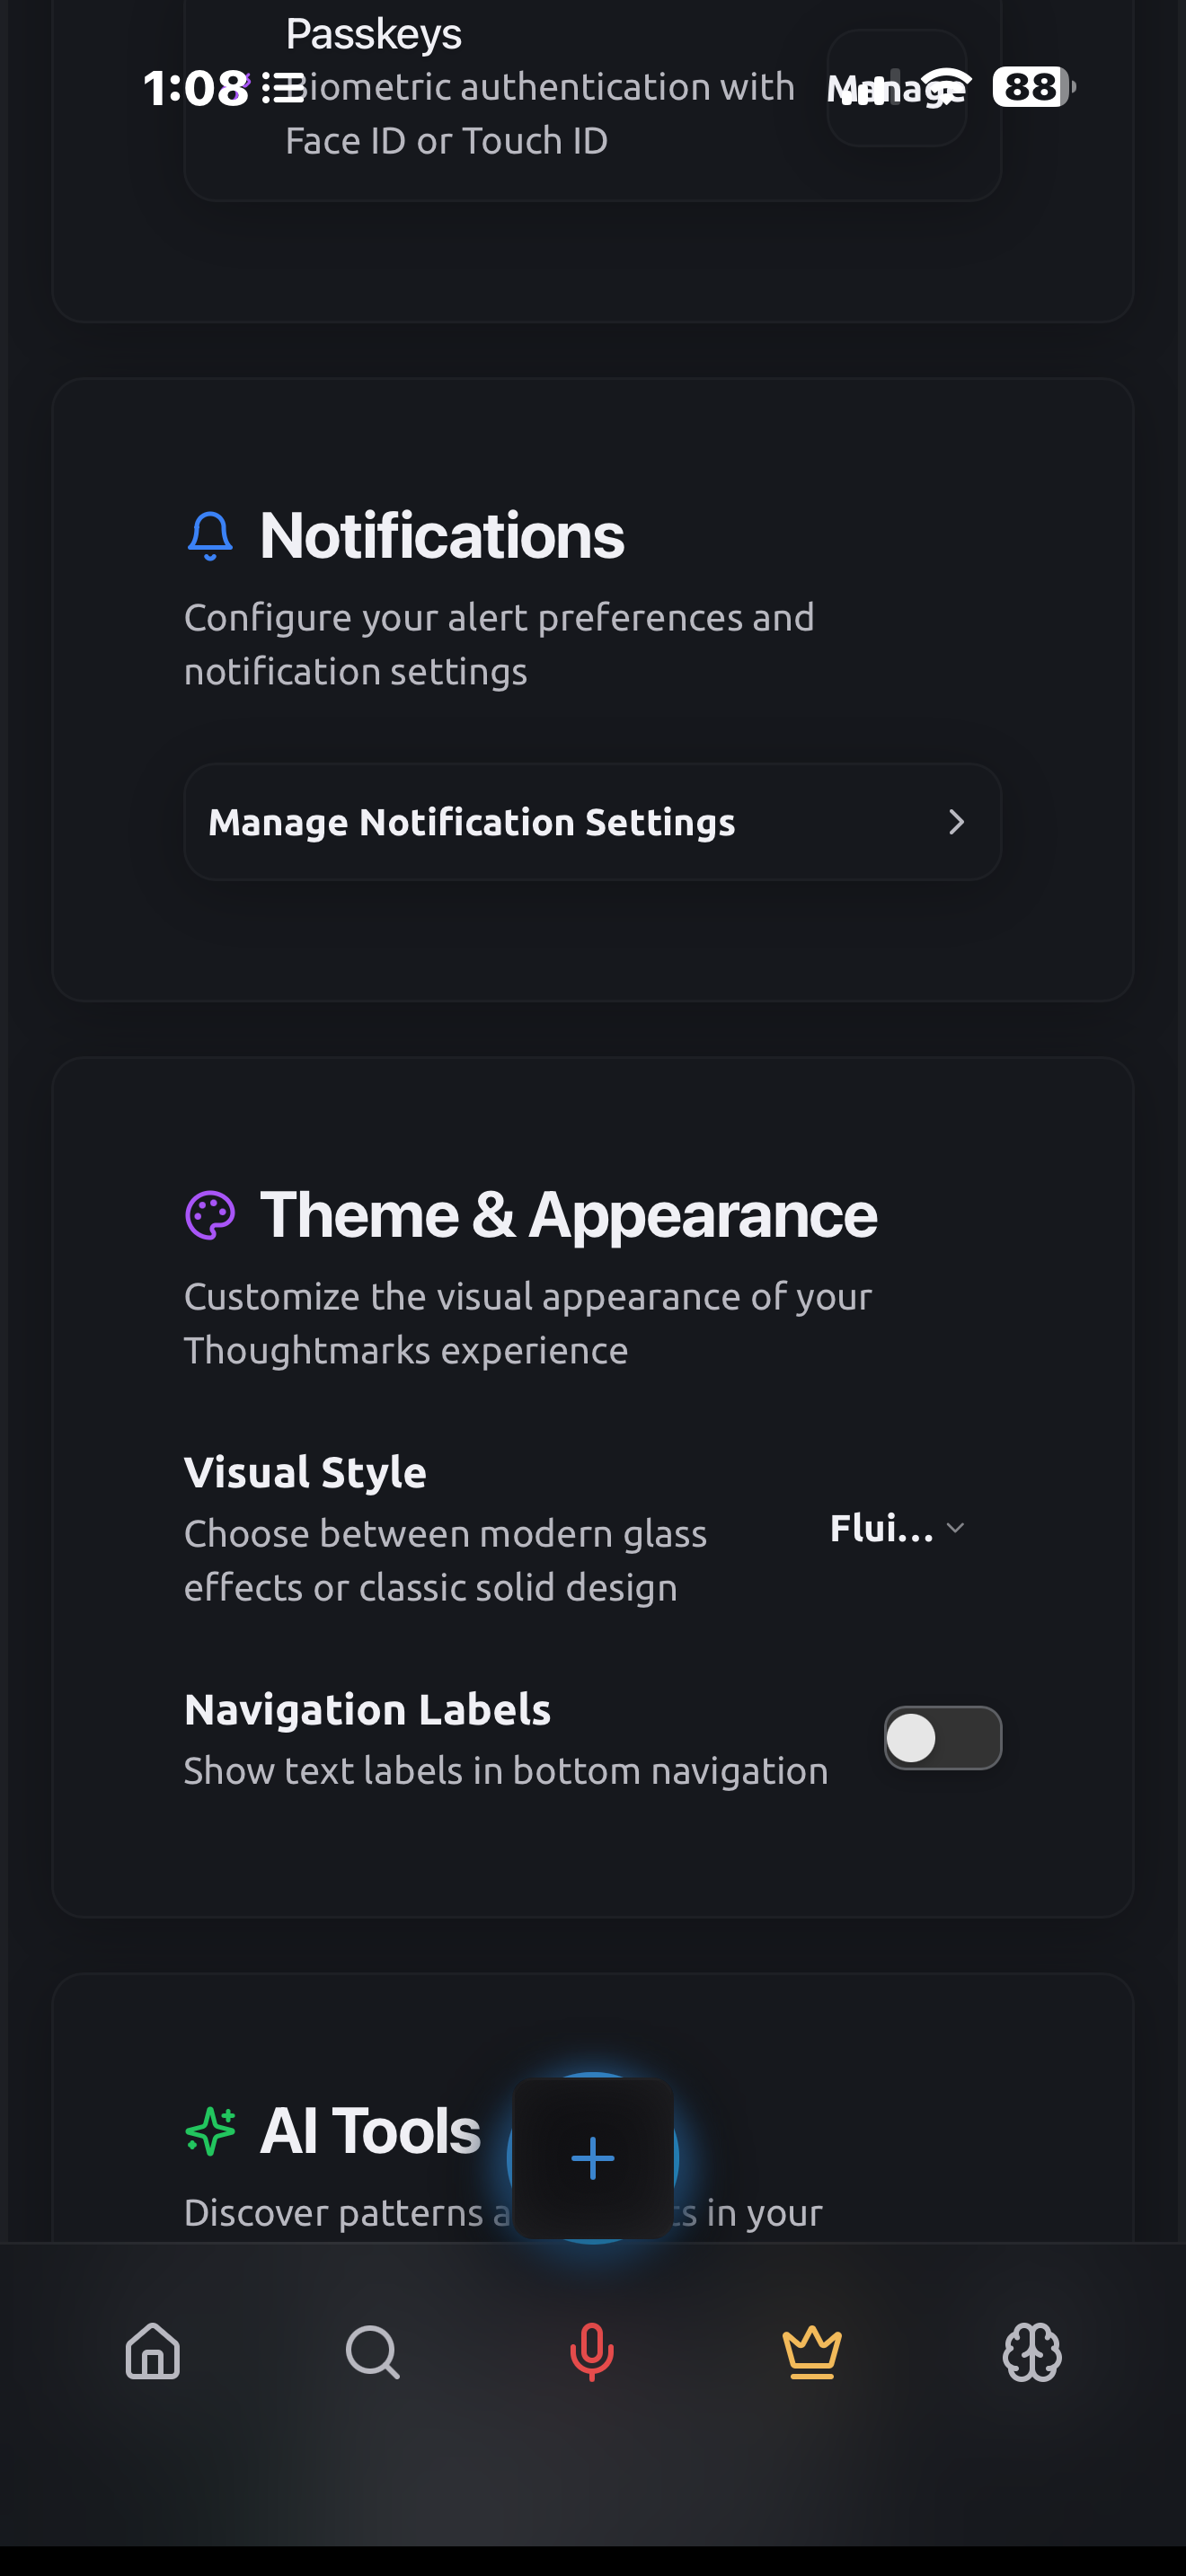 Passkeys
1:08
Biometric authentication with
Manage
88
Face ID or Touch ID
Notifications
Configure your alert preferences and
notification settings
Manage Notification Settings
Theme & Appearance
Customize the visual appearance of your
Thoughtmarks experience
Visual Style
Choose between modern glass
effects or classic solid design
Flui...
Navigation Labels
Show text labels in bottom navigation
AI Tools
Discover patterns
in your